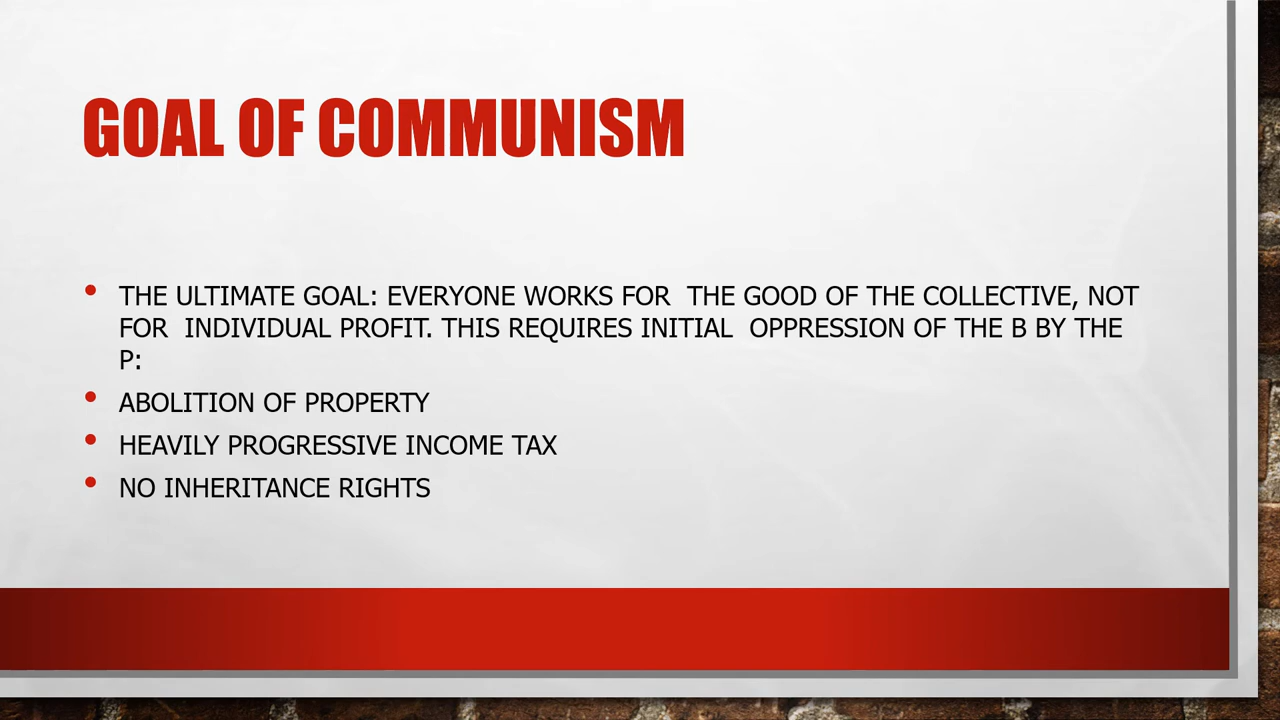 GOAL OF COMMUNISM
• THE ULTIMATE GOAL: EVERYONE WORKS FOR  THE GOOD OF THE COLLECTIVE, NOT
FOR  INDIVIDUAL PROFIT. THIS REQUIRES INITIAL  OPPRESSION OF THE B BY THE
P:
• ABOLITION OF PROPERTY
• HEAVILY PROGRESSIVE INCOME TAX
• NO INHERITANCE RIGHTS